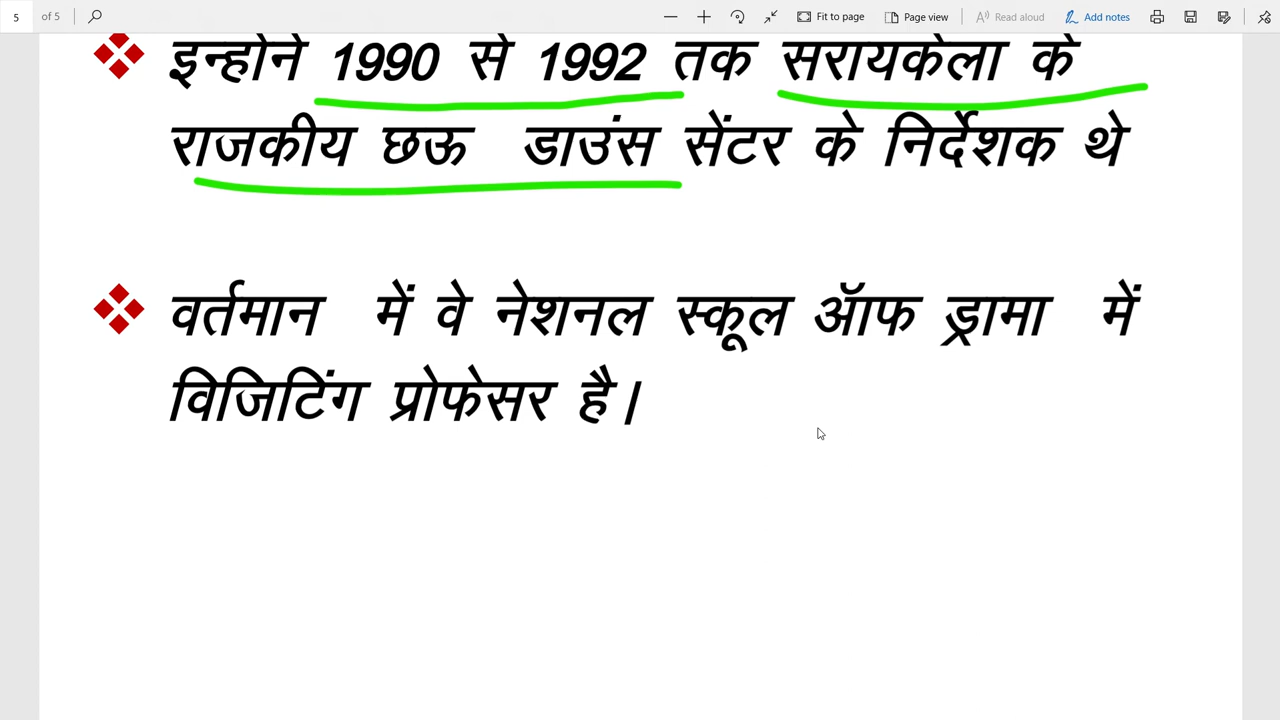 5 of 5 Fit to page Page view Read aloud Add notes
इन्होने 1990 से 1992 तक सरायकेला के
राजकीय छऊ डाउंस सेंटर के निर्देशक थे
वर्तमान में वे नेशनल स्कूल ऑफ ड्रामा में
विजिटिंग प्रोफेसर है।